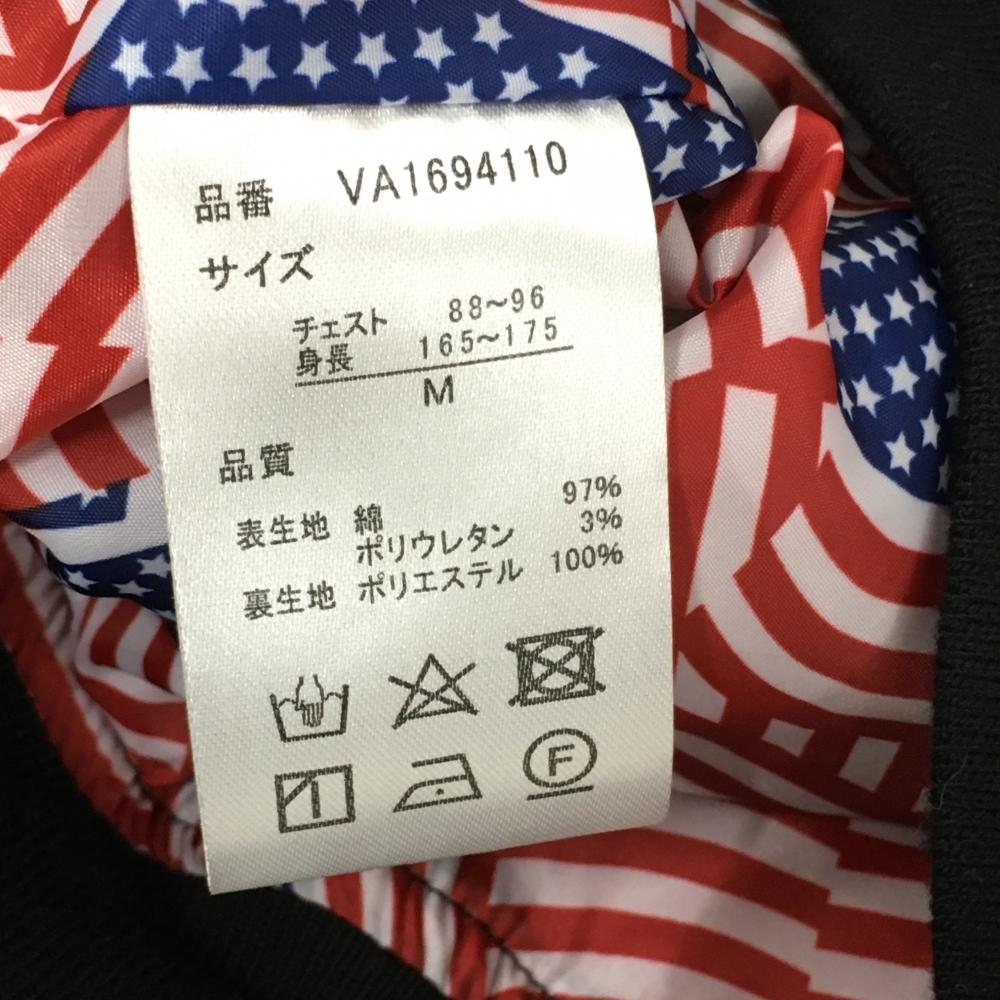 品番 VA1694110
サイズ
チェスト 88〜96
身長 165〜175
M
品質
表生地 綿 97%
ポリウレタン 3%
裏生地 ポリエステル 100%
F